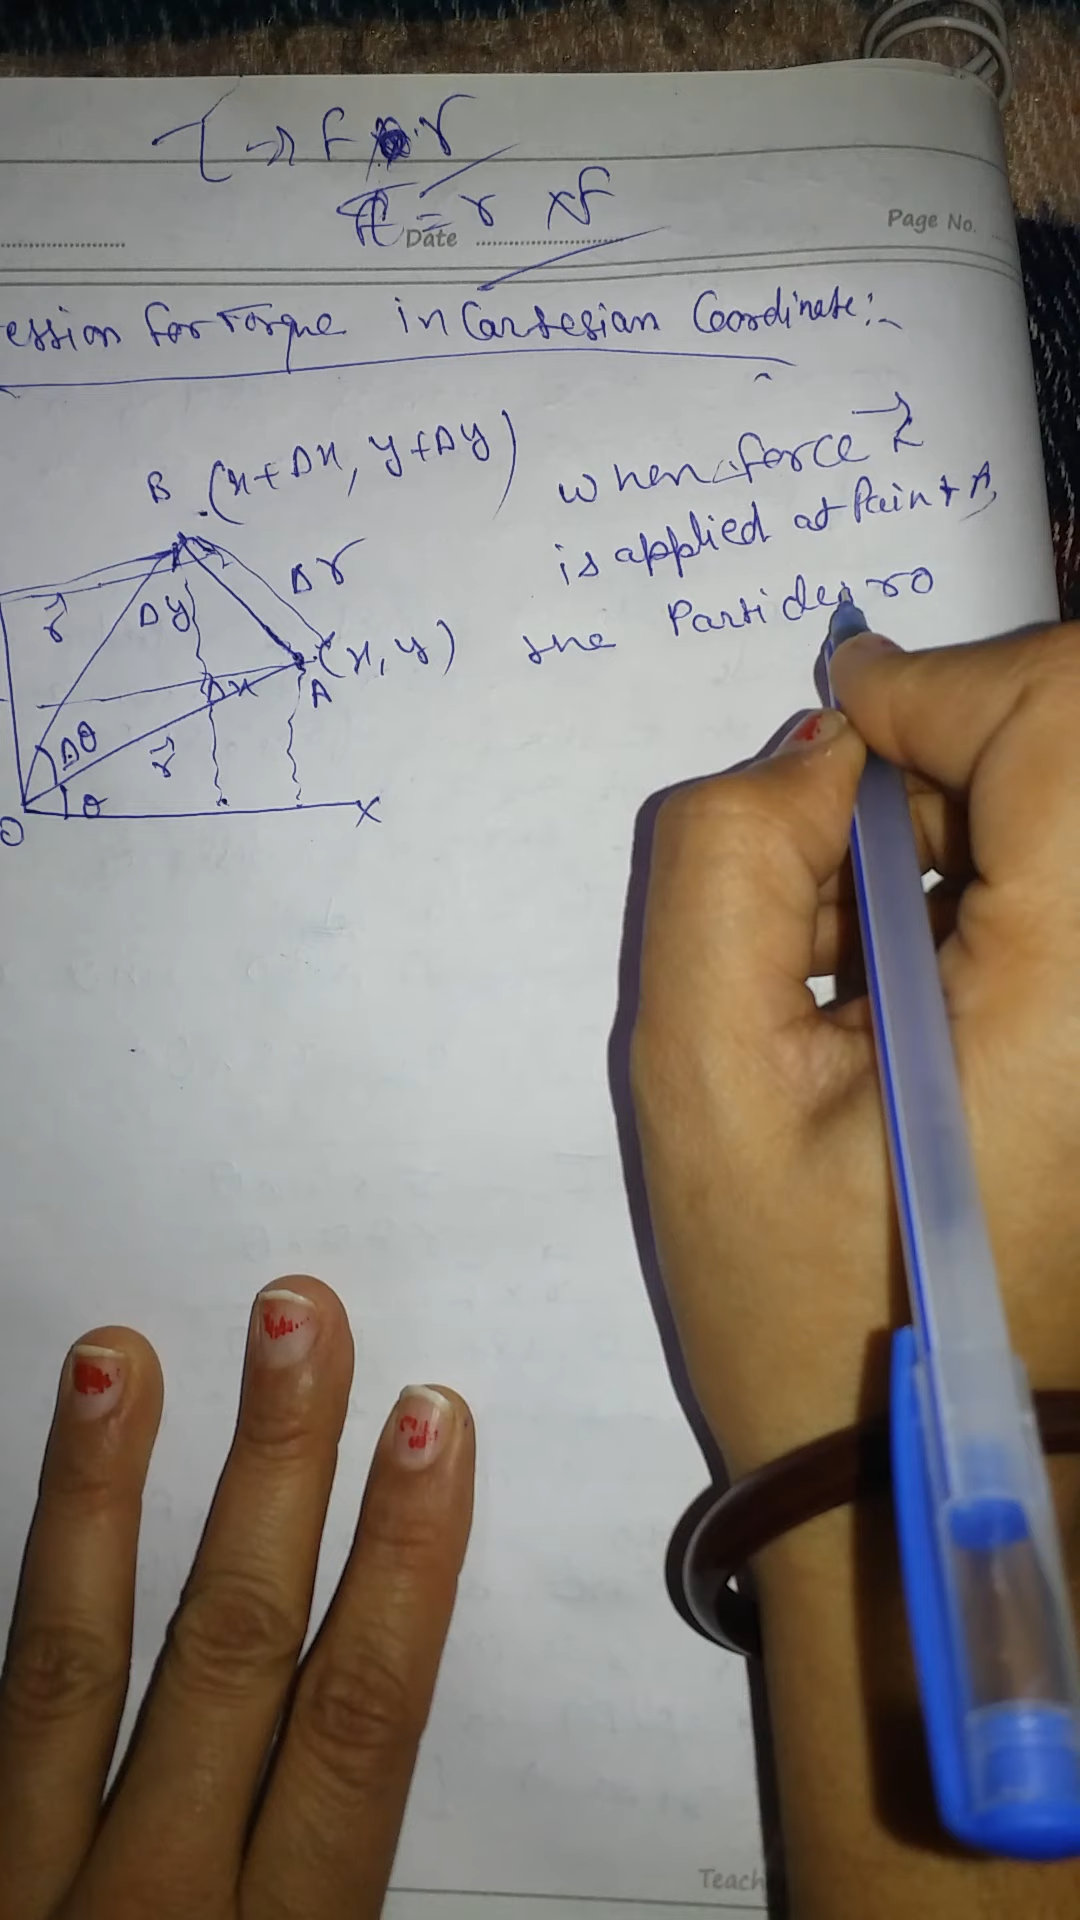 τ → F · r
τ = r × F
Date
Page No.
ession for Torque in Cartesian Coordinate:-
B (x+Δx, y+Δy)
when force
is applied at Point A,
Δr
r
Δy
(x, y)
the Particle ro
Δx
A
Δθ
r
θ
O
X
Teach